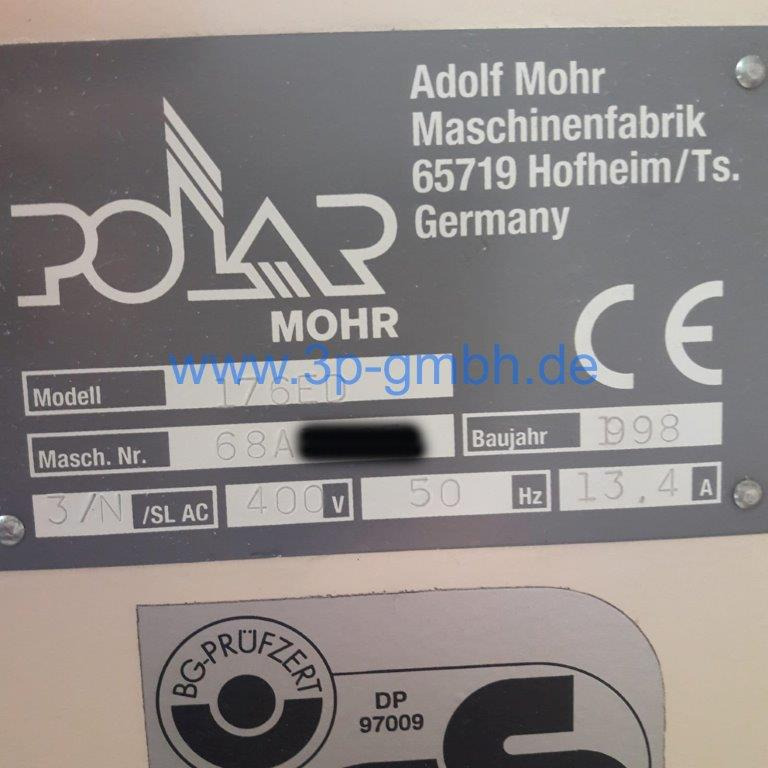 Adolf Mohr
Maschinenfabrik
65719 Hofheim/Ts.
Germany
POLAR
MOHR
CE
www.3p-gmbh.de
Modell 176ED
Masch. Nr. 68A Baujahr 1998
3/N /SL AC 400 V 50 Hz 13,4 A
BG-PRÜFZERT
DP
97009
GS